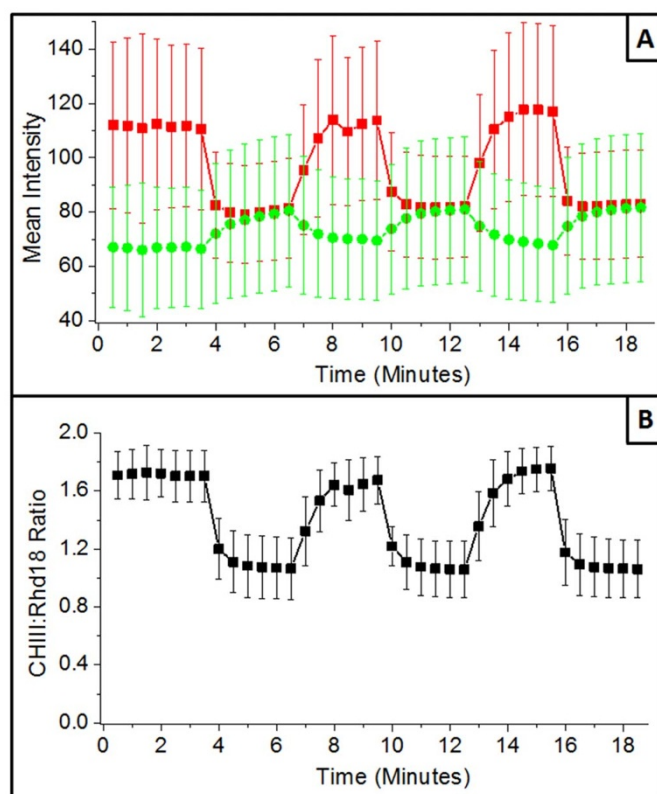 A
140
120
100
80
60
40
Mean Intensity
0 2 4 6 8 10 12 14 16 18
Time (Minutes)
B
2.0
1.6
1.2
0.8
0.4
0.0
CHIII:Rhd18 Ratio
0 2 4 6 8 10 12 14 16 18
Time (Minutes)